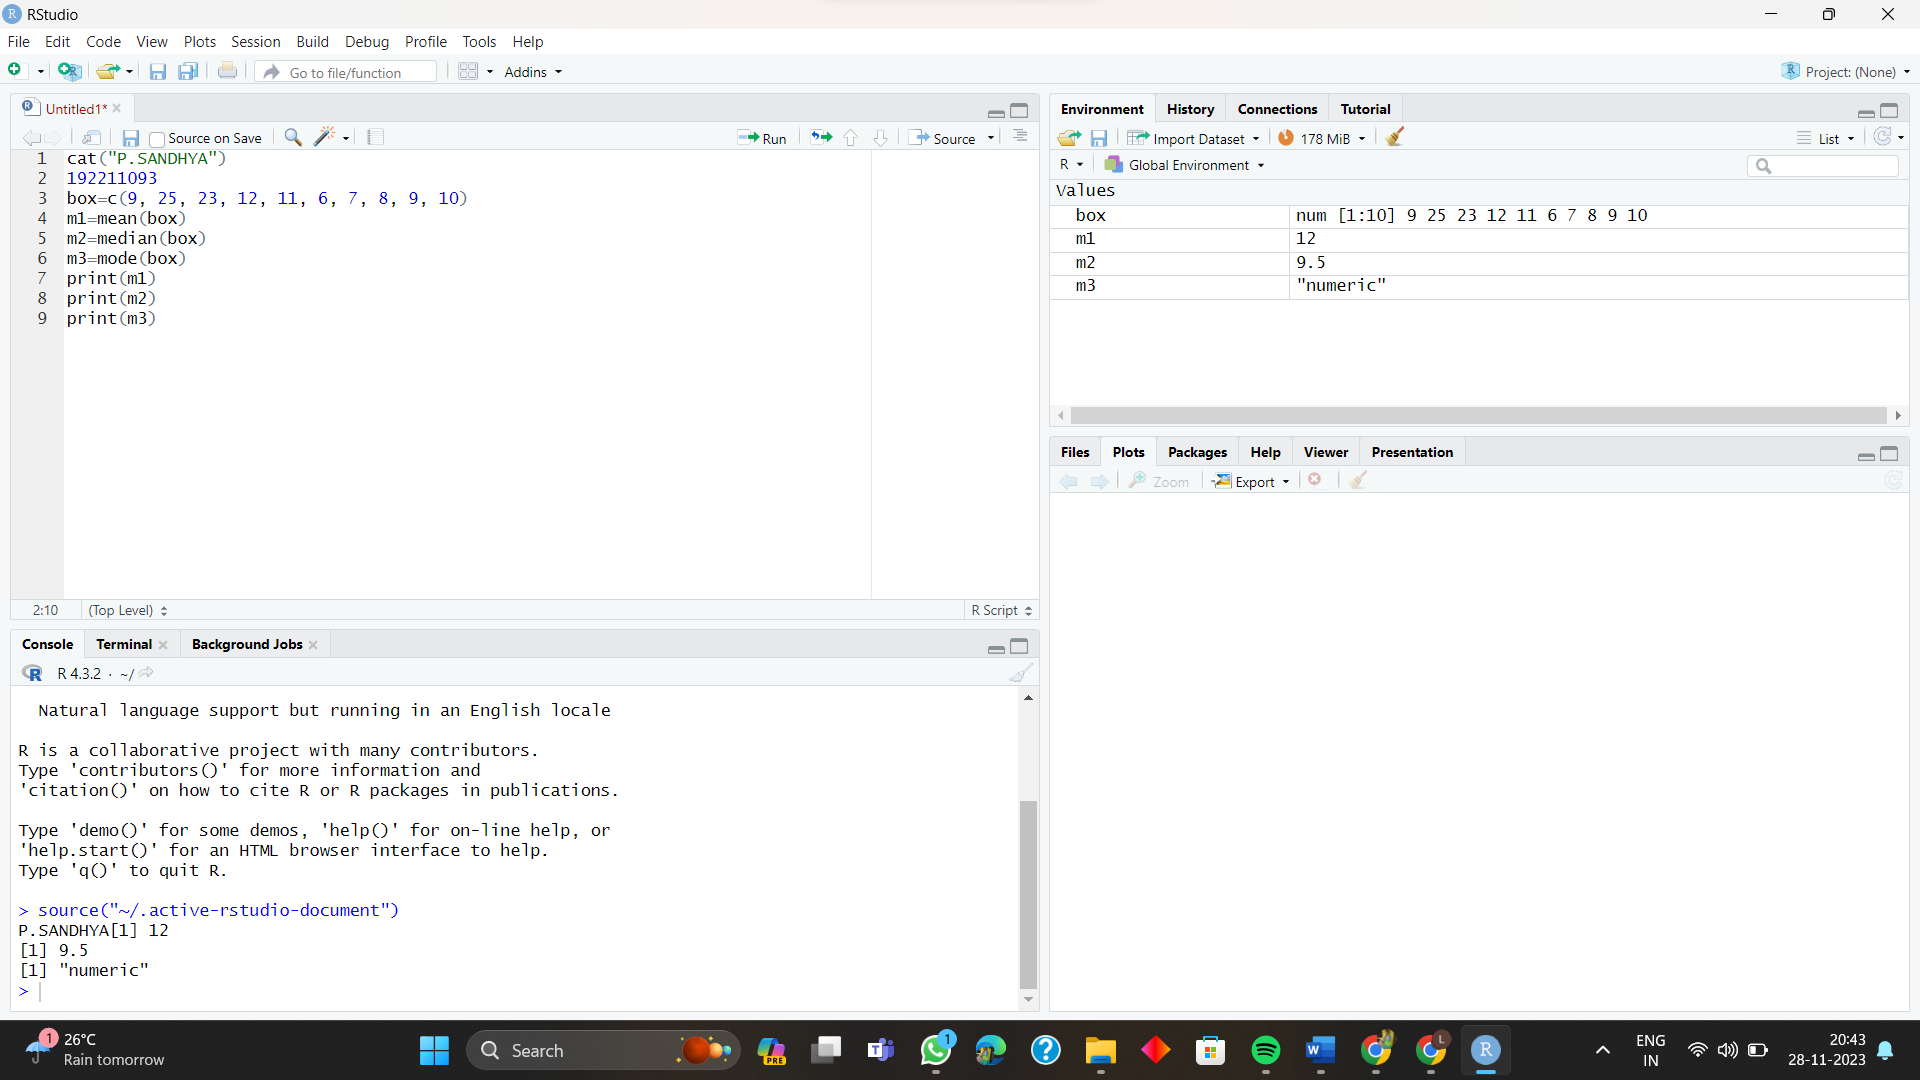 RStudio
File Edit Code View Plots Session Build Debug Profile Tools Help
Go to file/function Addins Project: (None)
Untitled1*
Source on Save Run Source
1 cat("P.SANDHYA")
2 192211093
3 box=c(9, 25, 23, 12, 11, 6, 7, 8, 9, 10)
4 m1=mean(box)
5 m2=median(box)
6 m3=mode(box)
7 print(m1)
8 print(m2)
9 print(m3)
2:10 (Top Level) R Script
Console Terminal Background Jobs
R 4.3.2 · ~/
Natural language support but running in an English locale
R is a collaborative project with many contributors.
Type 'contributors()' for more information and
'citation()' on how to cite R or R packages in publications.
Type 'demo()' for some demos, 'help()' for on-line help, or
'help.start()' for an HTML browser interface to help.
Type 'q()' to quit R.
> source("~/.active-rstudio-document")
P.SANDHYA[1] 12
[1] 9.5
[1] "numeric"
>
Environment History Connections Tutorial
Import Dataset 178 MiB List
R Global Environment
Values
box num [1:10] 9 25 23 12 11 6 7 8 9 10
m1 12
m2 9.5
m3 "numeric"
Files Plots Packages Help Viewer Presentation
Zoom Export
1 26°C
Rain tomorrow
Search
PRE
1
L
ENG
IN
20:43
28-11-2023